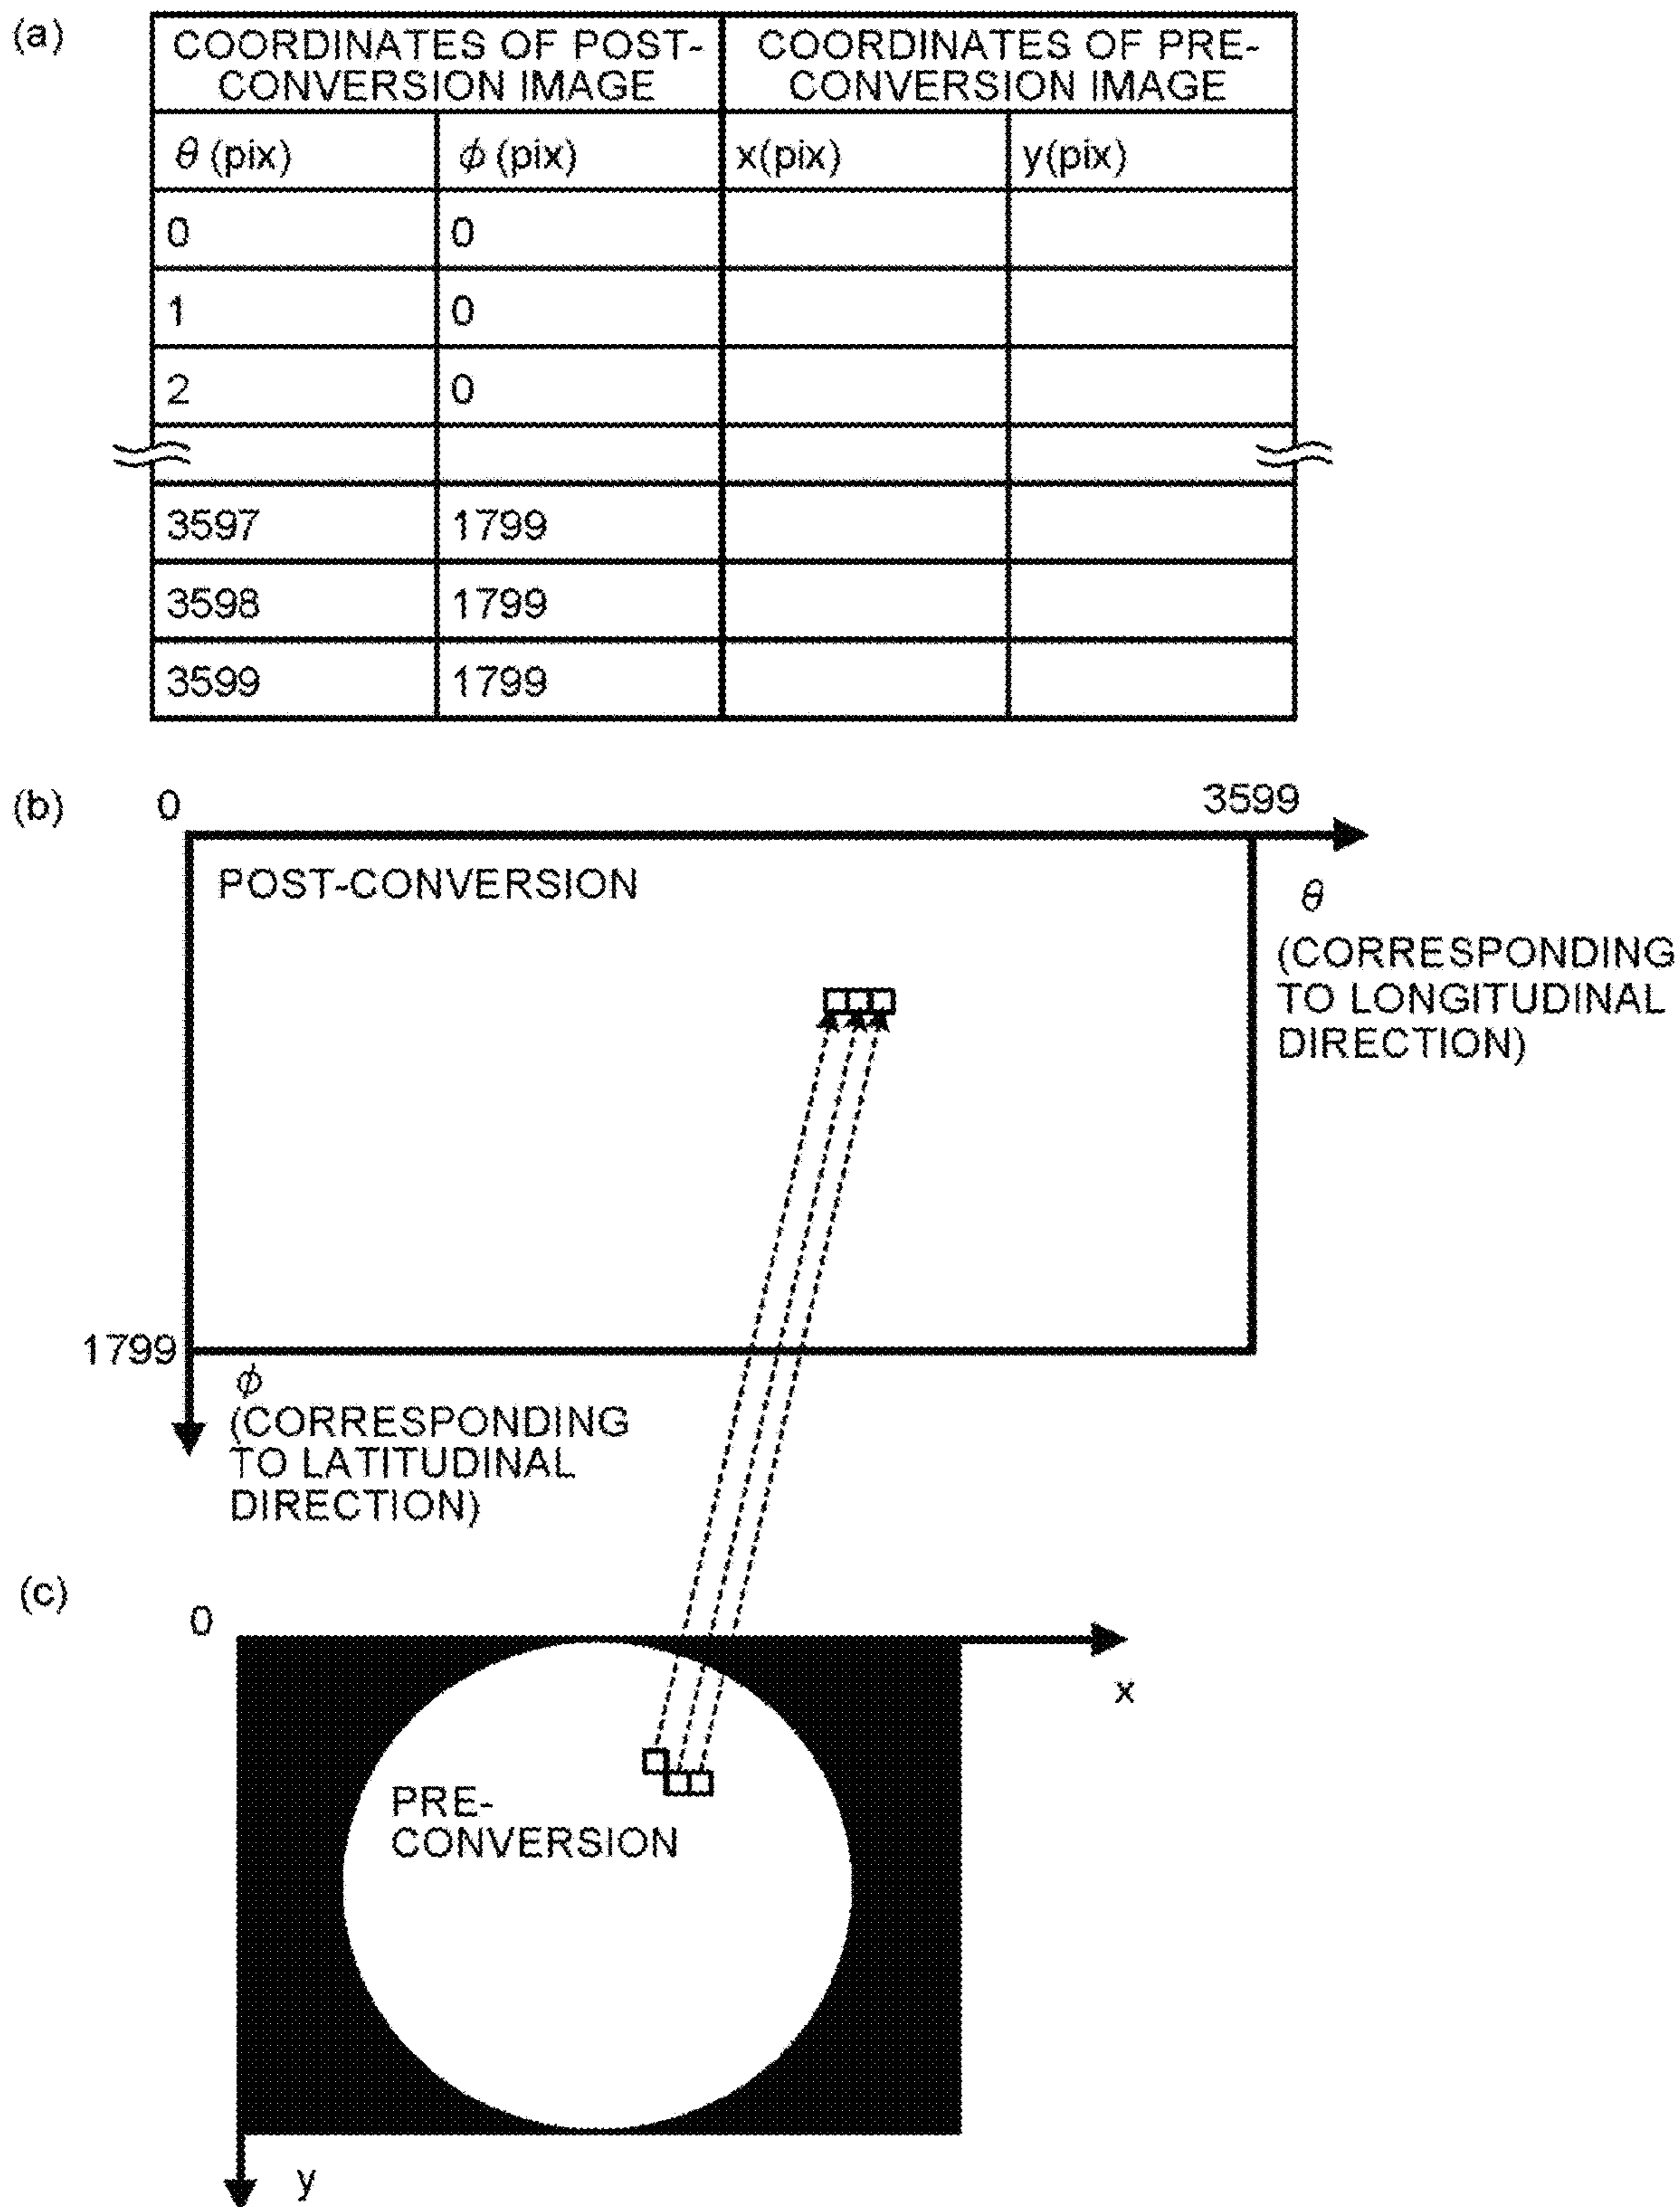 (a)
COORDINATES OF POST-
CONVERSION IMAGE
COORDINATES OF PRE-
CONVERSION IMAGE
θ (pix) ϕ (pix) x(pix) y(pix)
0 0
1 0
2 0
3597 1799
3598 1799
3599 1799
(b)
0 3599
POST-CONVERSION
θ
(CORRESPONDING
TO LONGITUDINAL
DIRECTION)
1799
ϕ
(CORRESPONDING
TO LATITUDINAL
DIRECTION)
(c)
0
x
PRE-
CONVERSION
y